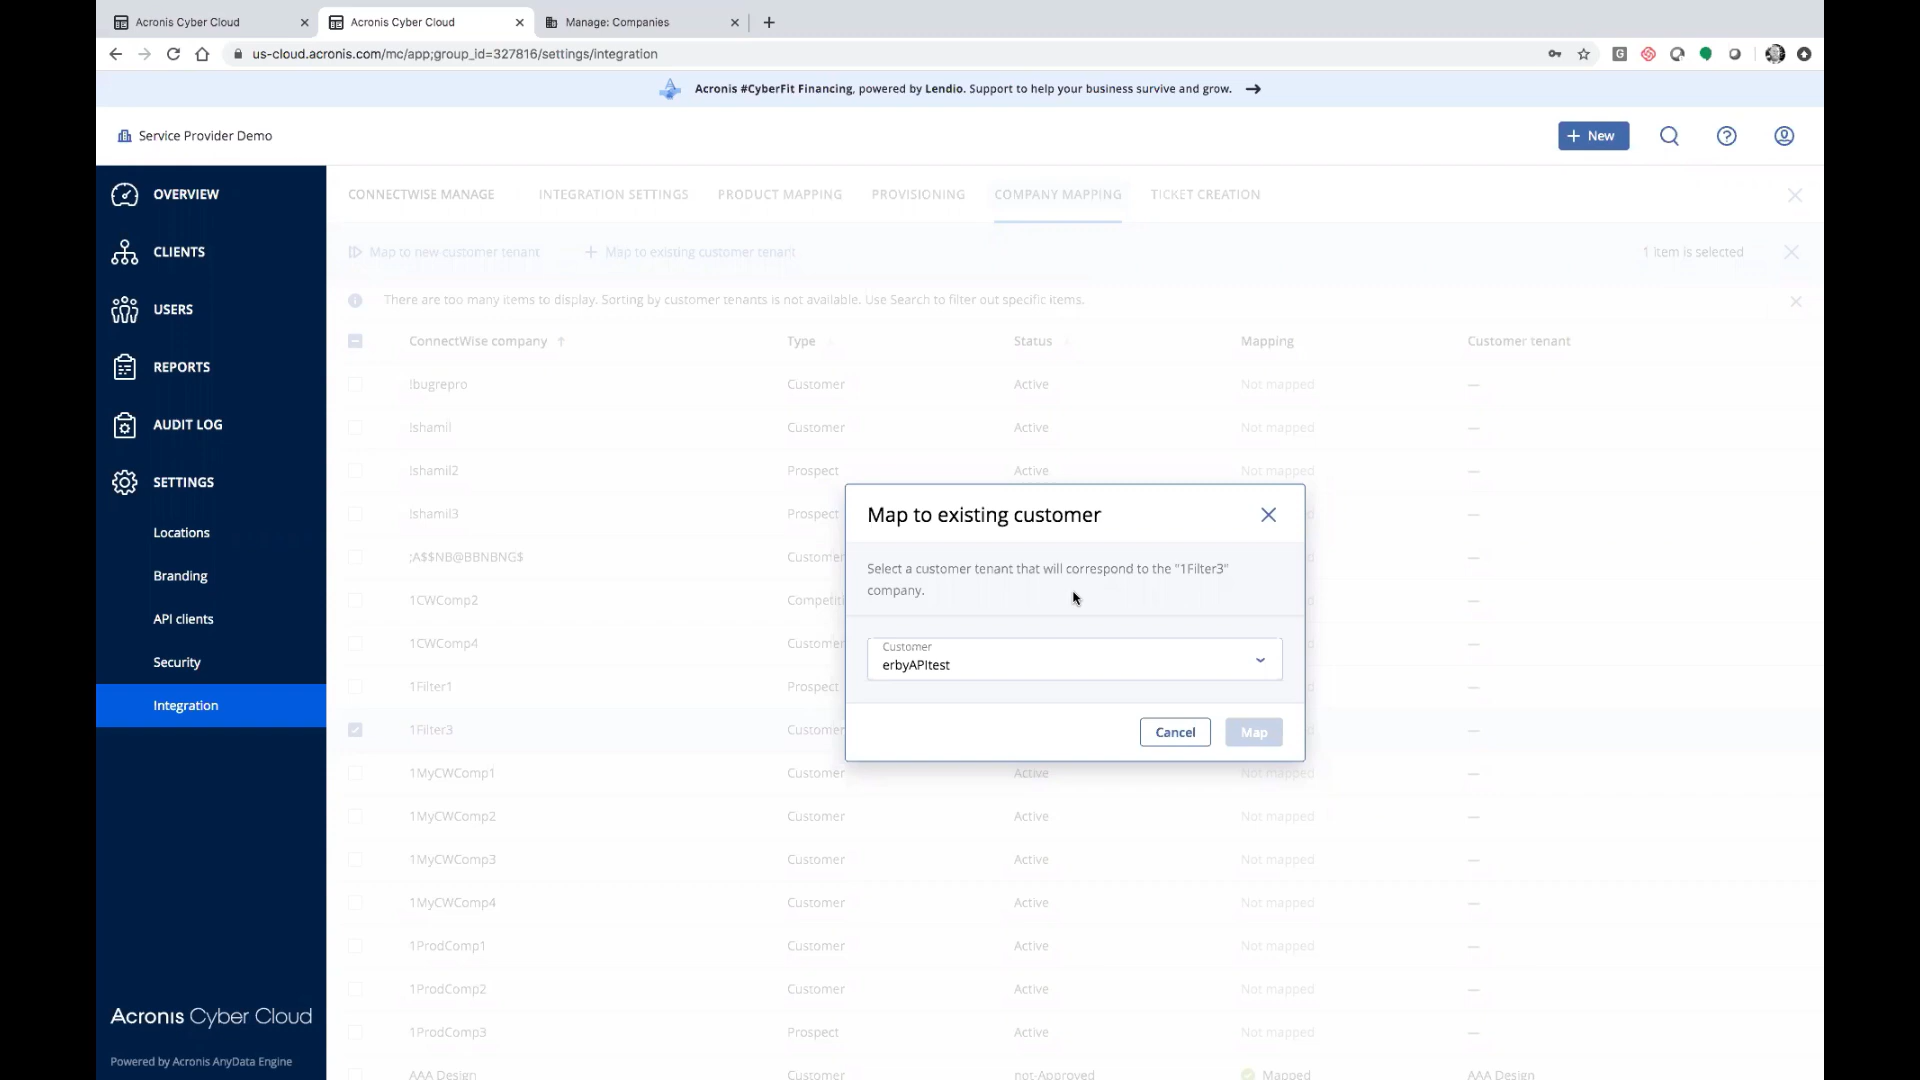 Acronis Cyber Cloud
Acronis Cyber Cloud
Manage: Companies
us-cloud.acronis.com/mc/app;group_id=327816/settings/integration
Acronis #CyberFit Financing, powered by Lendio. Support to help your business survive and grow.
Service Provider Demo
New
OVERVIEW
CLIENTS
USERS
REPORTS
AUDIT LOG
SETTINGS
Locations
Branding
API clients
Security
Integration
Acronis Cyber Cloud
Powered by Acronis AnyData Engine
CONNECTWISE MANAGE INTEGRATION SETTINGS PRODUCT MAPPING PROVISIONING COMPANY MAPPING TICKET CREATION
Map to new customer tenant Map to existing customer tenant 1 item is selected
There are too many items to display. Sorting by customer tenants is not available. Use Search to filter out specific items.
ConnectWise company Type Status Mapping Customer tenant
!bugrepro Customer Active Not mapped —
!shamil Customer Active Not mapped —
!shamil2 Prospect Active Not mapped —
!shamil3 Prospect —
;A$$NB@BBNBNG$ Customer —
1CWComp2 —
1CWComp4 Customer —
1Filter1 Prospect —
1Filter3 Customer —
1MyCWComp1 Customer Active Not mapped —
1MyCWComp2 Customer Active Not mapped —
1MyCWComp3 Customer Active Not mapped —
1MyCWComp4 Customer Active Not mapped —
1ProdComp1 Customer Active Not mapped —
1ProdComp2 Customer Active Not mapped —
1ProdComp3 Prospect Active Not mapped —
AAA Design Customer not-Approved Mapped AAA Design
Map to existing customer
Select a customer tenant that will correspond to the "1Filter3"
company.
Customer
erbyAPItest
Cancel Map